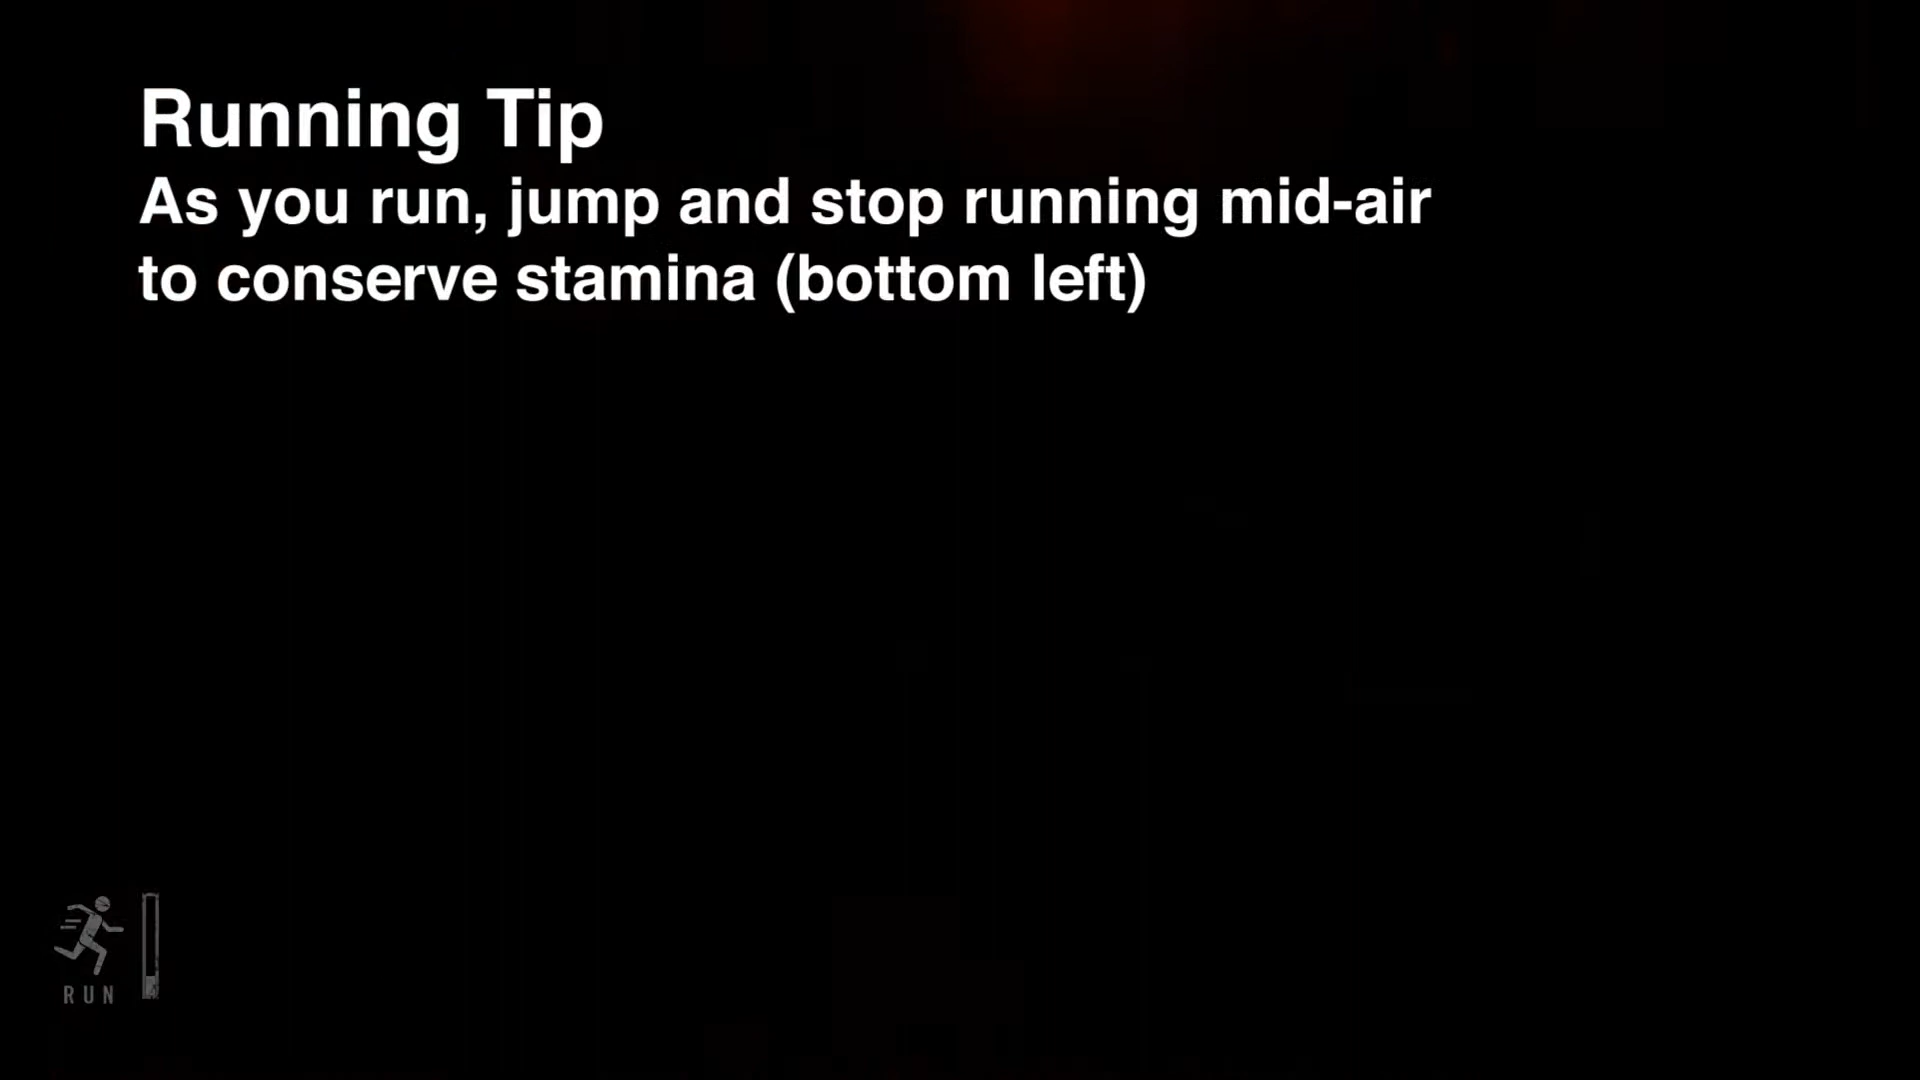 Running Tip
As you run, jump and stop running mid-air
to conserve stamina (bottom left)
RUN